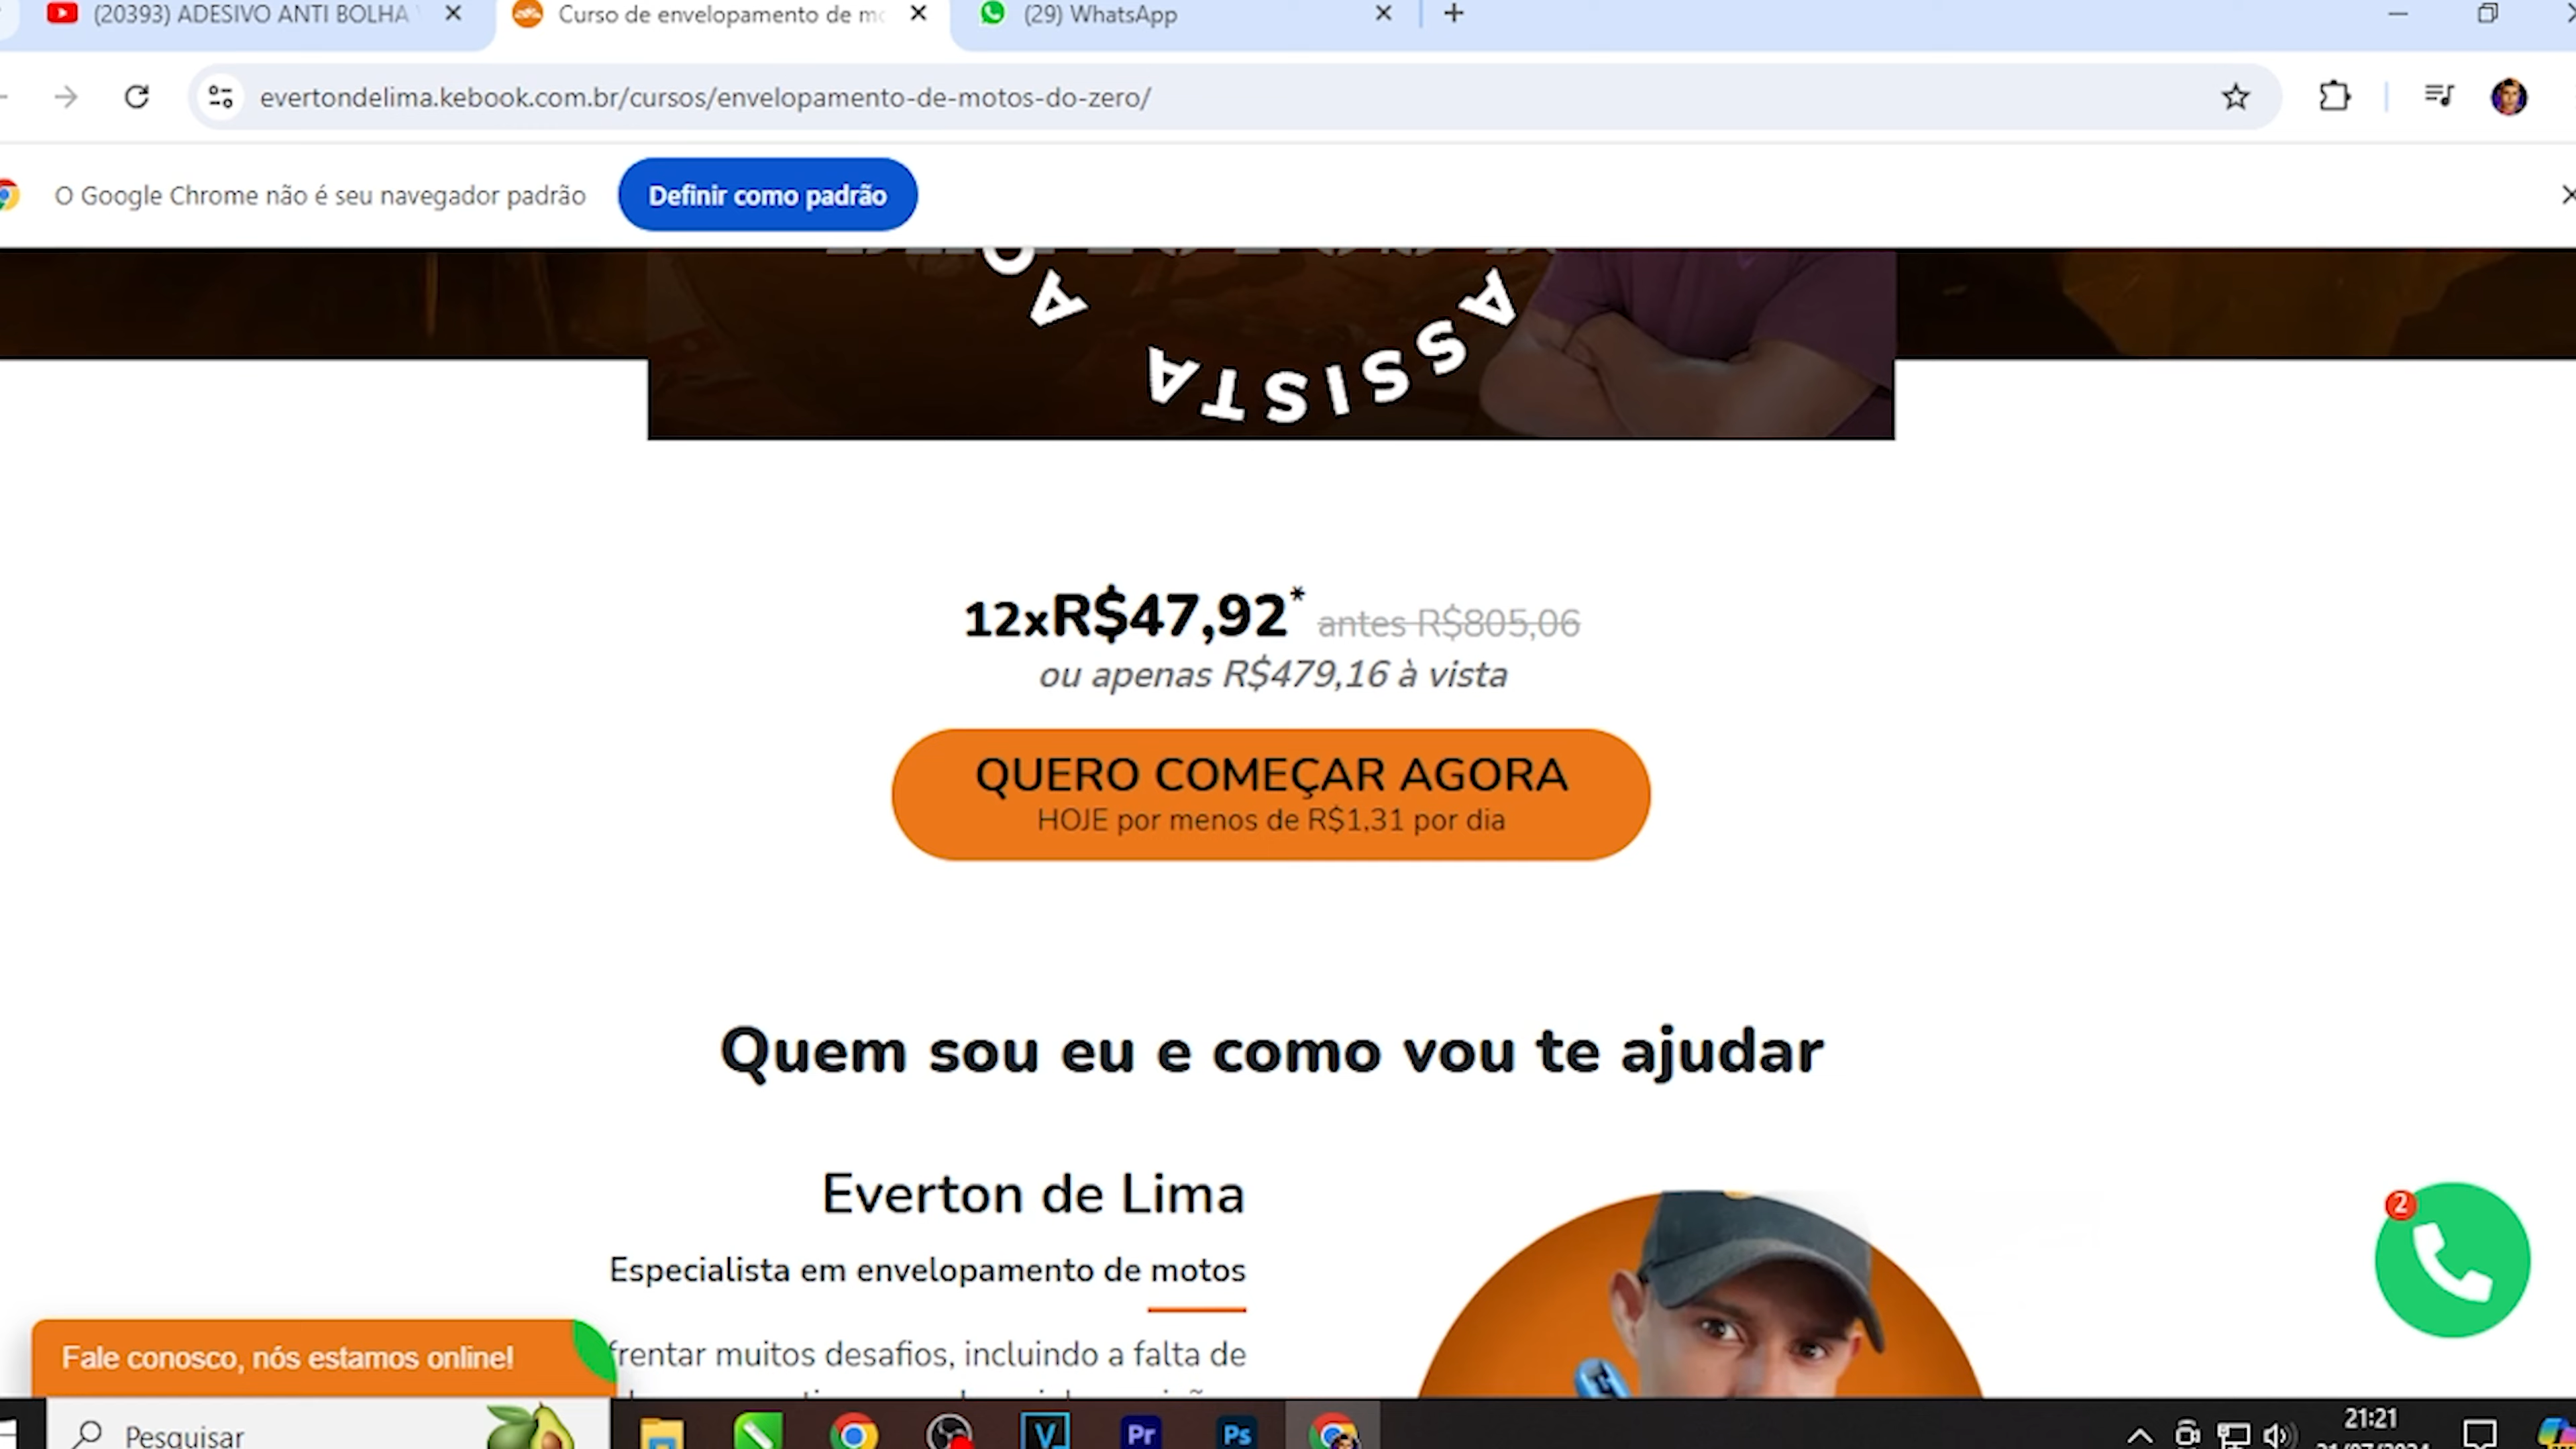 (20393) ADESIVO ANTI BOLHA
Curso de envelopamento de mo
(29) WhatsApp
evertondelima.kebook.com.br/cursos/envelopamento-de-motos-do-zero/
O Google Chrome não é seu navegador padrão
Definir como padrão
ASSISTA A
12xR$47,92* antes R$805,06
ou apenas R$479,16 à vista
QUERO COMEÇAR AGORA
HOJE por menos de R$1,31 por dia
Quem sou eu e como vou te ajudar
Everton de Lima
Especialista em envelopamento de motos
frentar muitos desafios, incluindo a falta de
2
Fale conosco, nós estamos online!
Pesquisar
V
Pr
Ps
21:21